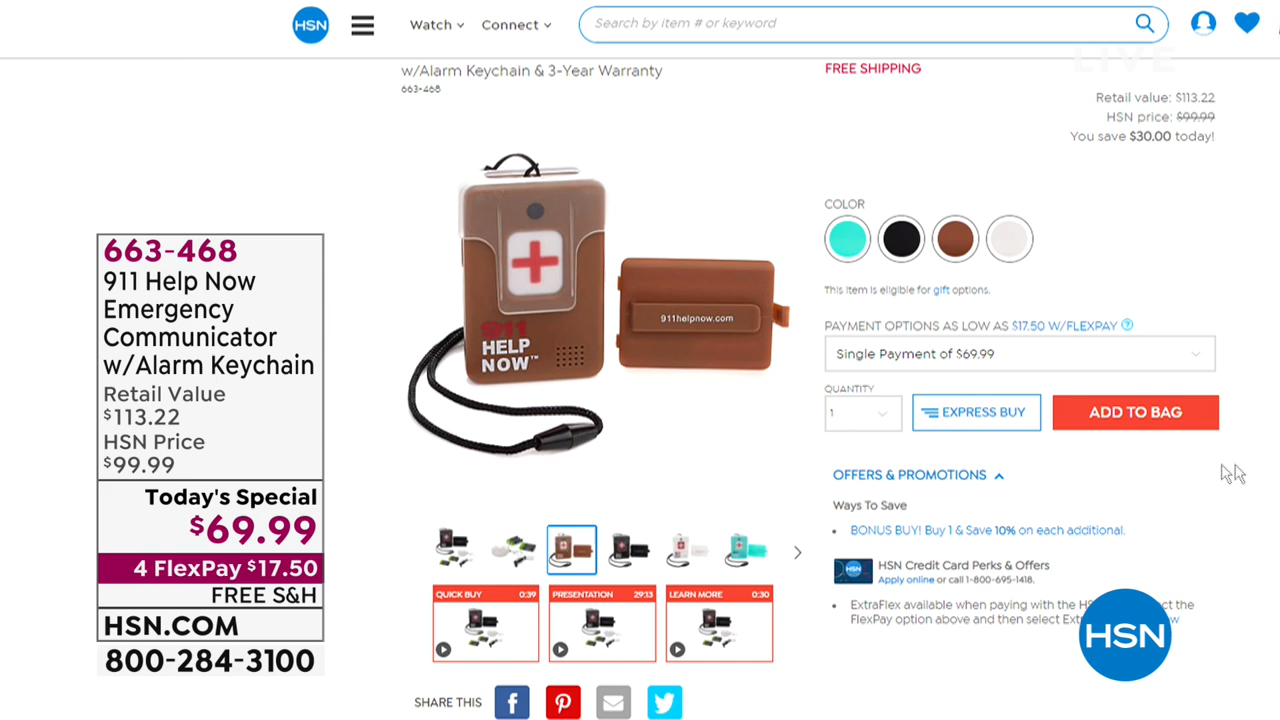 HSN
Watch
Connect
Search by item # or keyword
LIVE
w/Alarm Keychain & 3-Year Warranty
663-468
FREE SHIPPING
Retail value: $113.22
HSN price: $99.99
You save $30.00 today!
COLOR
This item is eligible for gift options.
PAYMENT OPTIONS AS LOW AS $17.50 W/FLEXPAY ?
Single Payment of $69.99
QUANTITY
1
EXPRESS BUY
ADD TO BAG
OFFERS & PROMOTIONS
Ways To Save
• BONUS BUY! Buy 1 & Save 10% on each additional.
HSN
HSN Credit Card Perks & Offers
Apply online or call 1-800-695-1418.
• ExtraFlex available when paying with the the
FlexPay option above and then select
HSN
911
HELP
NOW™
911helpnow.com
QUICK BUY 0:39
PRESENTATION 29:13
LEARN MORE 0:30
SHARE THIS
663-468
911 Help Now
Emergency
Communicator
w/Alarm Keychain
Retail Value
$113.22
HSN Price
$99.99
Today's Special
$69.99
4 FlexPay $17.50
FREE S&H
HSN.COM
800-284-3100